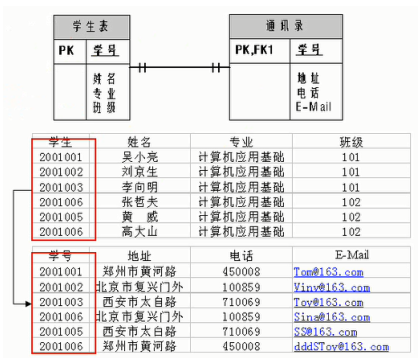 学生表
PK 学号
姓名
专业
班级
通讯录
PK,FK1 学号
地址
电话
E-Mail
学生 姓名 专业 班级
2001001 吴小亮 计算机应用基础 101
2001002 刘京生 计算机应用基础 101
2001003 李向明 计算机应用基础 101
2001006 张哲夫 计算机应用基础 102
2001005 黄 威 计算机应用基础 102
2001006 高大山 计算机应用基础 102
学号 地址 电话 E-Mail
2001001 郑州市黄河路 450008 Tom@163.com
2001002 北京市复兴门外 100859 Viny@163.com
2001003 西安市太白路 710069 Toy@163.com
2001006 北京市复兴门外 100859 Sina@163.com
2001005 西安市太白路 710069 SS@163.com
2001006 郑州市黄河路 450008 dddSToy@163.com